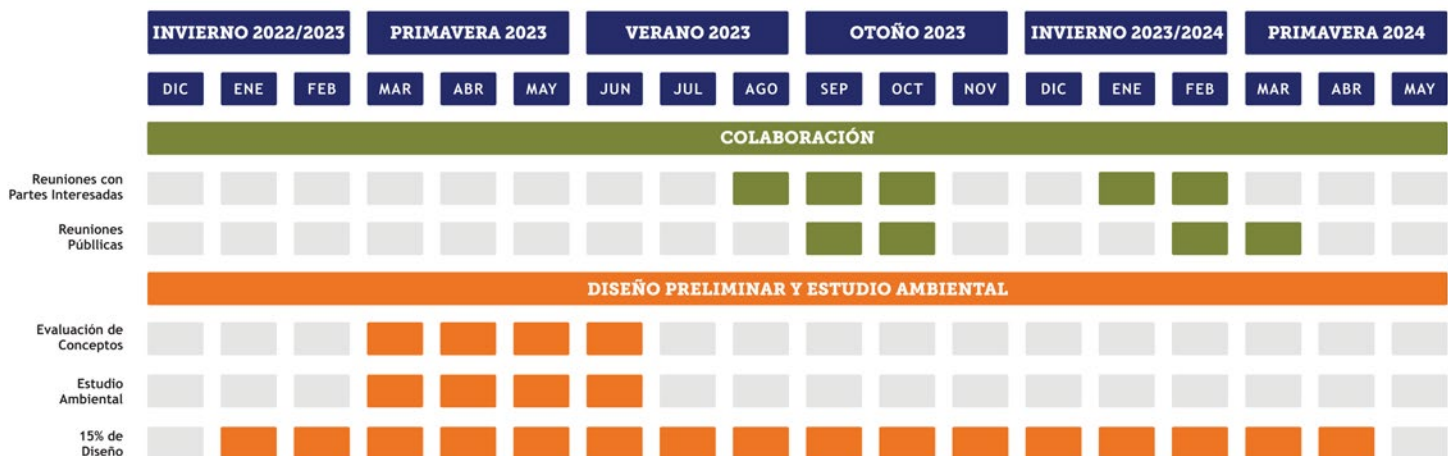 INVIERNO 2022/2023 PRIMAVERA 2023 VERANO 2023 OTOÑO 2023 INVIERNO 2023/2024 PRIMAVERA 2024
DIC ENE FEB MAR ABR MAY JUN JUL AGO SEP OCT NOV DIC ENE FEB MAR ABR MAY
COLABORACIÓN
Reuniones con
Partes Interesadas
Reuniones
Públlicas
DISEÑO PRELIMINAR Y ESTUDIO AMBIENTAL
Evaluación de
Conceptos
Estudio
Ambiental
15% de
Diseño